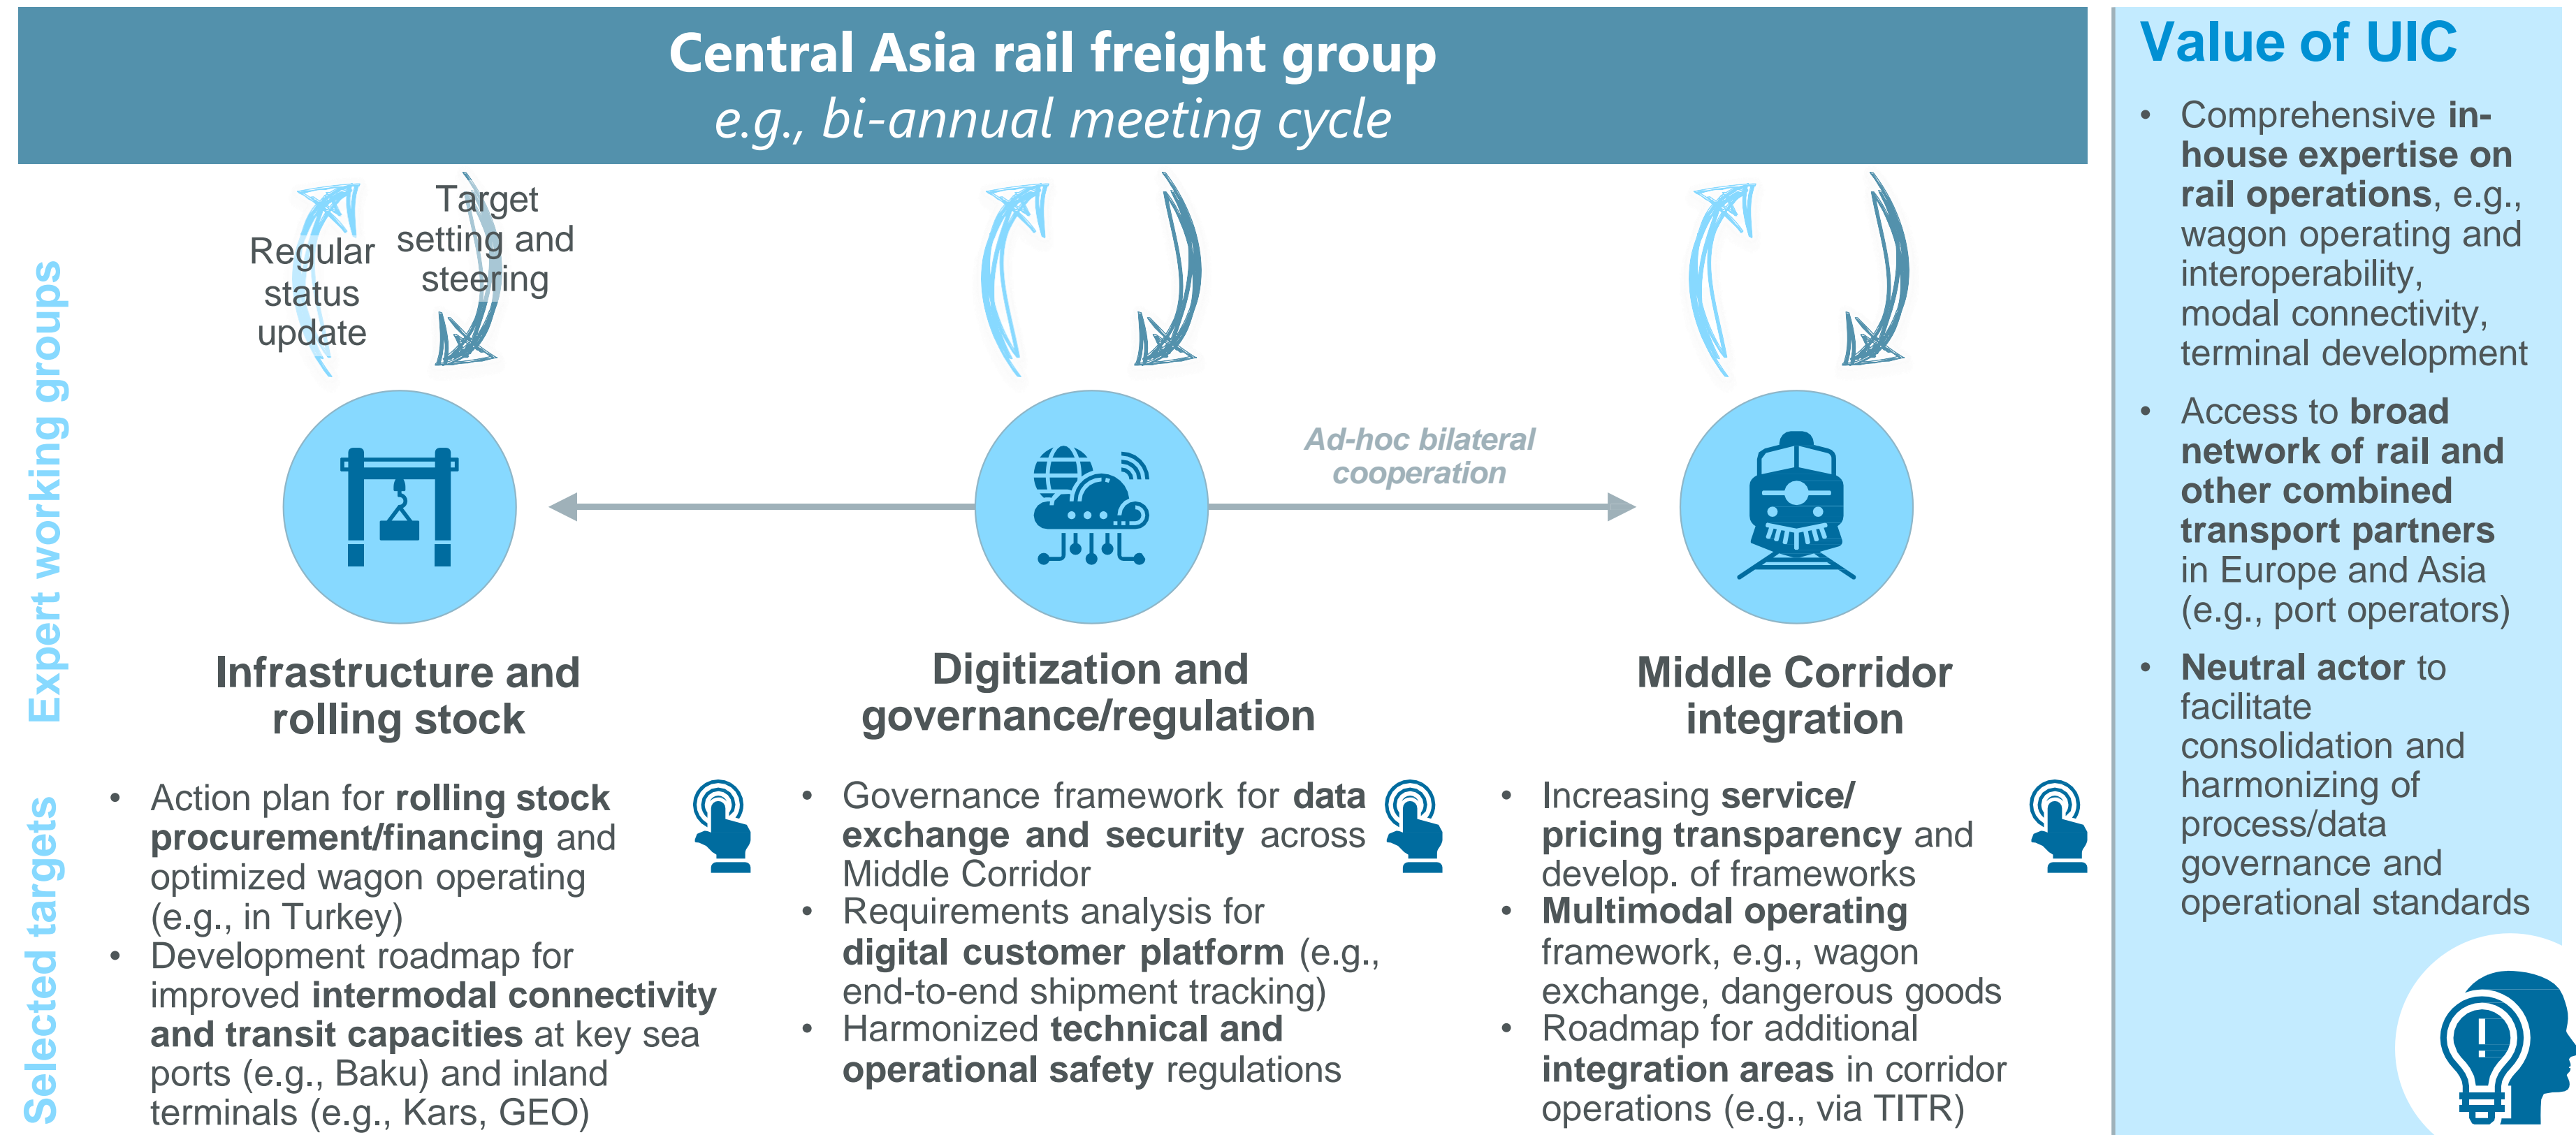 Central Asia rail freight group
e.g., bi-annual meeting cycle
Expert working groups
Regular
status
update
Target
setting and
steering
Ad-hoc bilateral
cooperation
Infrastructure and
rolling stock
Digitization and
governance/regulation
Middle Corridor
integration
Selected targets
• Action plan for rolling stock
procurement/financing and
optimized wagon operating
(e.g., in Turkey)
• Development roadmap for
improved intermodal connectivity
and transit capacities at key sea
ports (e.g., Baku) and inland
terminals (e.g., Kars, GEO)
• Governance framework for data
exchange and security across
Middle Corridor
• Requirements analysis for
digital customer platform (e.g.,
end-to-end shipment tracking)
• Harmonized technical and
operational safety regulations
• Increasing service/
pricing transparency and
develop. of frameworks
• Multimodal operating
framework, e.g., wagon
exchange, dangerous goods
• Roadmap for additional
integration areas in corridor
operations (e.g., via TITR)
Value of UIC
• Comprehensive in-
house expertise on
rail operations, e.g.,
wagon operating and
interoperability,
modal connectivity,
terminal development
• Access to broad
network of rail and
other combined
transport partners
in Europe and Asia
(e.g., port operators)
• Neutral actor to
facilitate
consolidation and
harmonizing of
process/data
governance and
operational standards